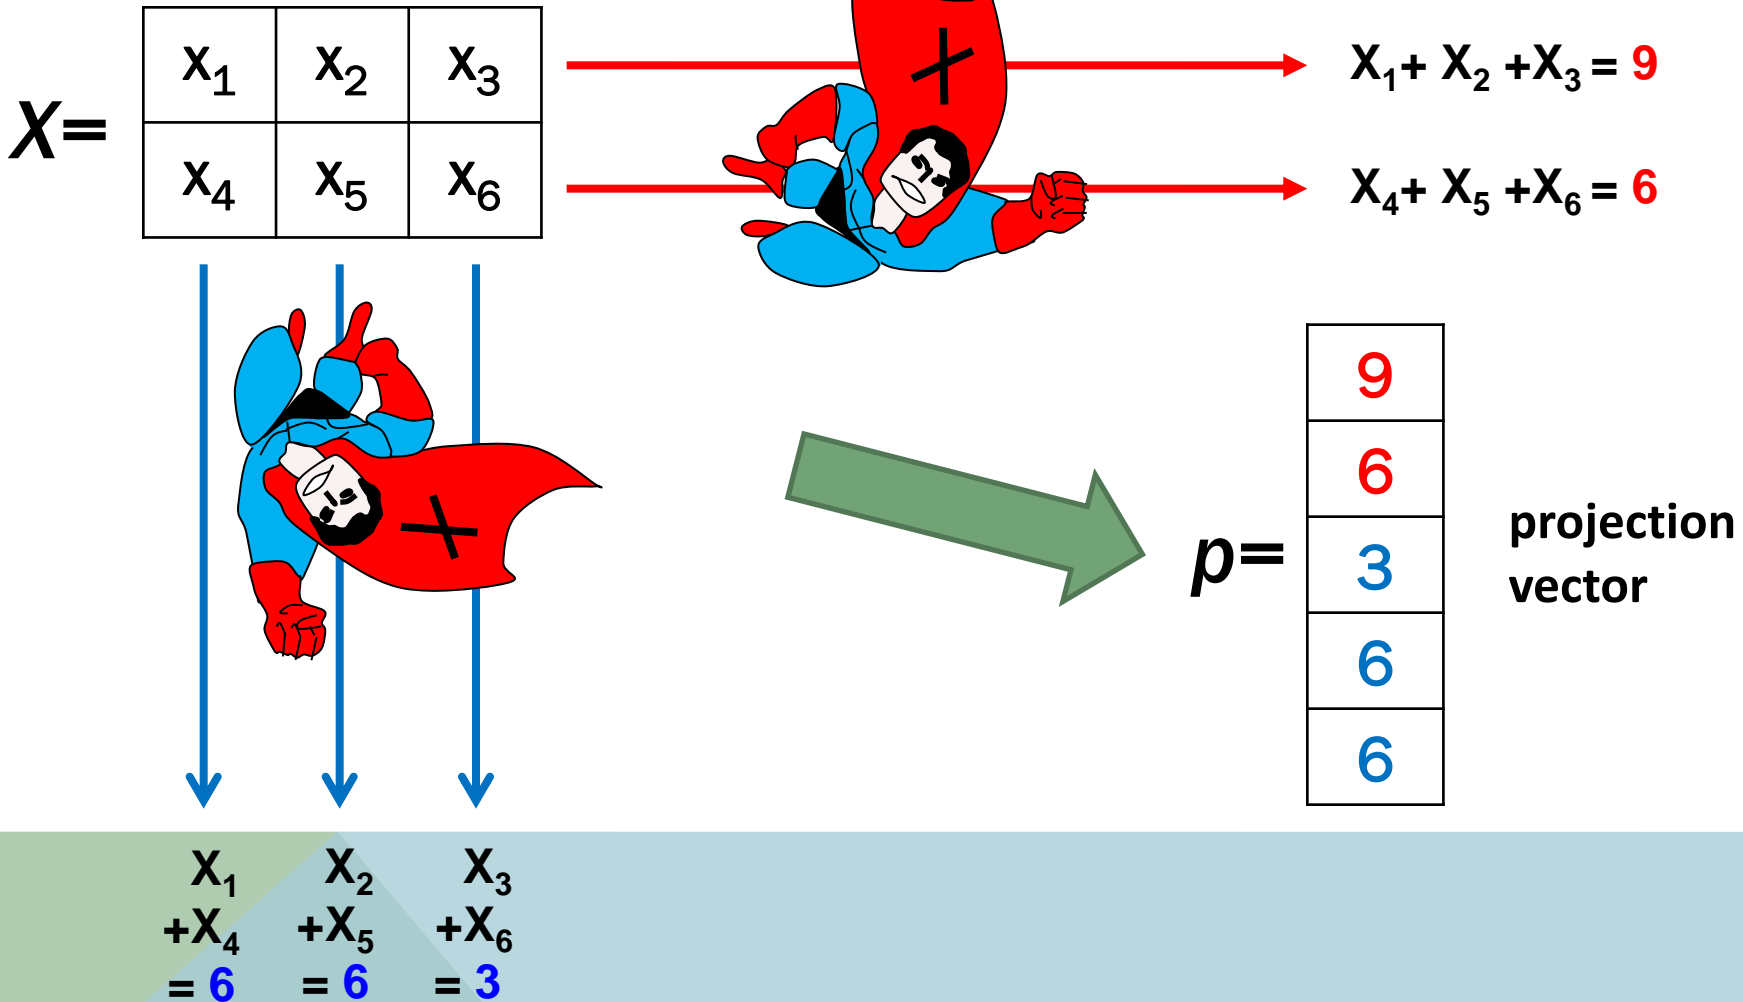 X= x₁ x₂ x₃
x₄ x₅ x₆
X₁+ X₂ +X₃ = 9
X₄+ X₅ +X₆ = 6
X
X
p= 9
6
3
6
6
projection
vector
X₁ X₂ X₃
+X₄ +X₅ +X₆
= 6 = 6 = 3